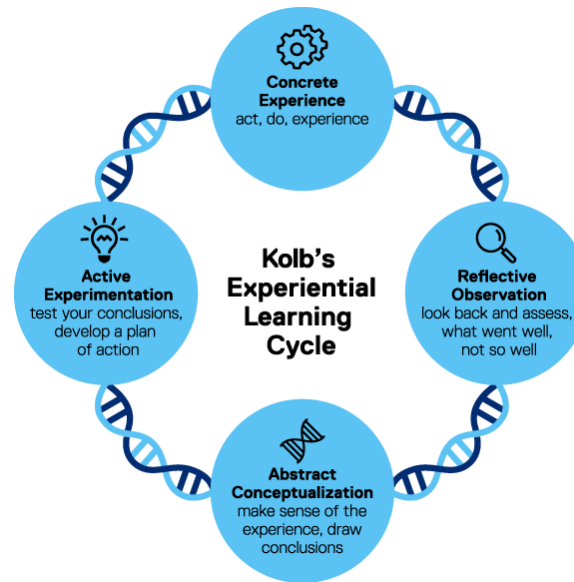 Concrete
Experience
act, do, experience
Kolb's
Experiential
Learning
Cycle
Reflective
Observation
look back and assess,
what went well,
not so well
Abstract
Conceptualization
make sense of the
experience, draw
conclusions
Active
Experimentation
test your conclusions,
develop a plan
of action